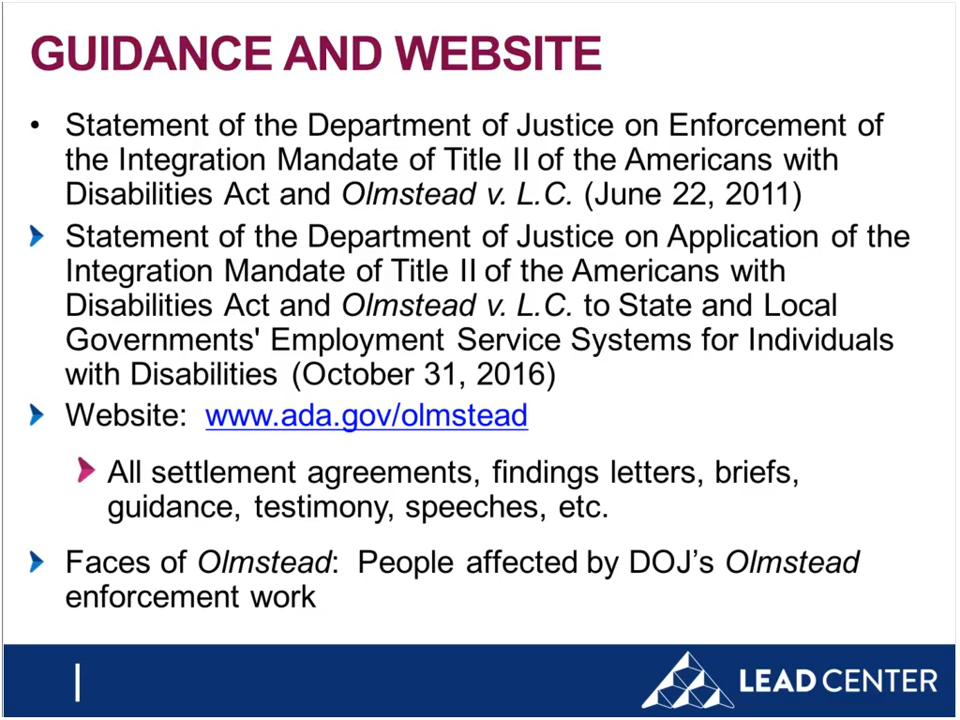 GUIDANCE AND WEBSITE
• Statement of the Department of Justice on Enforcement of
the Integration Mandate of Title II of the Americans with
Disabilities Act and Olmstead v. L.C. (June 22, 2011)
Statement of the Department of Justice on Application of the
Integration Mandate of Title II of the Americans with
Disabilities Act and Olmstead v. L.C. to State and Local
Governments' Employment Service Systems for Individuals
with Disabilities (October 31, 2016)
Website: www.ada.gov/olmstead
All settlement agreements, findings letters, briefs,
guidance, testimony, speeches, etc.
Faces of Olmstead: People affected by DOJ’s Olmstead
enforcement work
LEAD CENTER